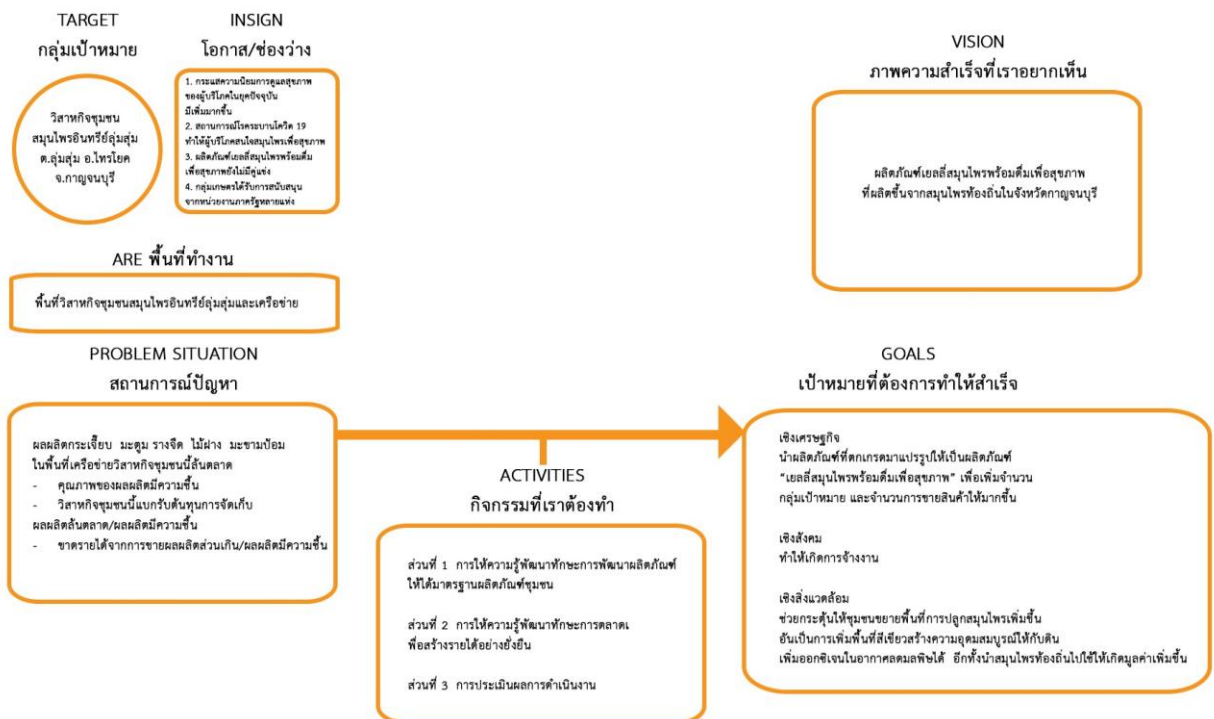 TARGET
กลุ่มเป้าหมาย
วิสาหกิจชุมชน
สมุนไพรอินทรีย์ลุ่มสุ่ม
ต.ลุ่มสุ่ม อ.ไทรโยค
จ.กาญจนบุรี
INSIGN
โอกาส/ช่องว่าง
1. กระแสความนิยมการดูแลสุขภาพ
ของผู้บริโภคในยุคปัจจุบัน
มีเพิ่มมากขึ้น
2. สถานการณ์โรคระบานโควิด 19
ทำให้ผู้บริโภคสนใจสมุนไพรเพื่อสุขภาพ
3. ผลิตภัณฑ์เยลลี่สมุนไพรพร้อมดื่ม
เพื่อสุขภาพยังไม่มีคู่แข่ง
4. กลุ่มเกษตรได้รับการสนับสนุน
จากหน่วยงานภาครัฐหลายแห่ง
VISION
ภาพความสำเร็จที่เราอยากเห็น
ผลิตภัณฑ์เยลลี่สมุนไพรพร้อมดื่มเพื่อสุขภาพ
ที่ผลิตขึ้นจากสมุนไพรท้องถิ่นในจังหวัดกาญจนบุรี
ARE พื้นที่ทำงาน
พื้นที่วิสาหกิจชุมชนสมุนไพรอินทรีย์ลุ่มสุ่มและเครือข่าย
PROBLEM SITUATION
สถานการณ์ปัญหา
ผลผลิตกระเจี๊ยบ มะตูม รางจืด ไม้ฝาง มะขามป้อม
ในพื้นที่เครือข่ายวิสาหกิจชุมชนนี้ล้นตลาด
- คุณภาพของผลผลิตมีความชื้น
- วิสาหกิจชุมชนนี้แบกรับต้นทุนการจัดเก็บ
ผลผลิตล้นตลาด/ผลผลิตมีความชื้น
- ขาดรายได้จากการขายผลผลิตส่วนเกิน/ผลผลิตมีความชื้น
ACTIVITIES
กิจกรรมที่เราต้องทำ
ส่วนที่ 1 การให้ความรู้พัฒนาทักษะการพัฒนาผลิตภัณฑ์
ให้ได้มาตรฐานผลิตภัณฑ์ชุมชน
ส่วนที่ 2 การให้ความรู้พัฒนาทักษะการตลาดเ
พื่อสร้างรายได้อย่างยั่งยืน
ส่วนที่ 3 การประเมินผลการดำเนินงาน
GOALS
เป้าหมายที่ต้องการทำให้สำเร็จ
เชิงเศรษฐกิจ
นำผลิตภัณฑ์ที่ตกเกรดมาแปรรูปให้เป็นผลิตภัณฑ์
“เยลลี่สมุนไพรพร้อมดื่มเพื่อสุขภาพ” เพื่อเพิ่มจำนวน
กลุ่มเป้าหมาย และจำนวนการขายสินค้าให้มากขึ้น
เชิงสังคม
ทำให้เกิดการจ้างงาน
เชิงสิ่งแวดล้อม
ช่วยกระตุ้นให้ชุมชนขยายพื้นที่การปลูกสมุนไพรเพิ่มขึ้น
อันเป็นการเพิ่มพื้นที่สีเขียวสร้างความอุดมสมบูรณ์ให้กับดิน
เพิ่มออกซิเจนในอากาศลดมลพิษได้ อีกทั้งนำสมุนไพรท้องถิ่นไปใช้ให้เกิดมูลค่าเพิ่มขึ้น